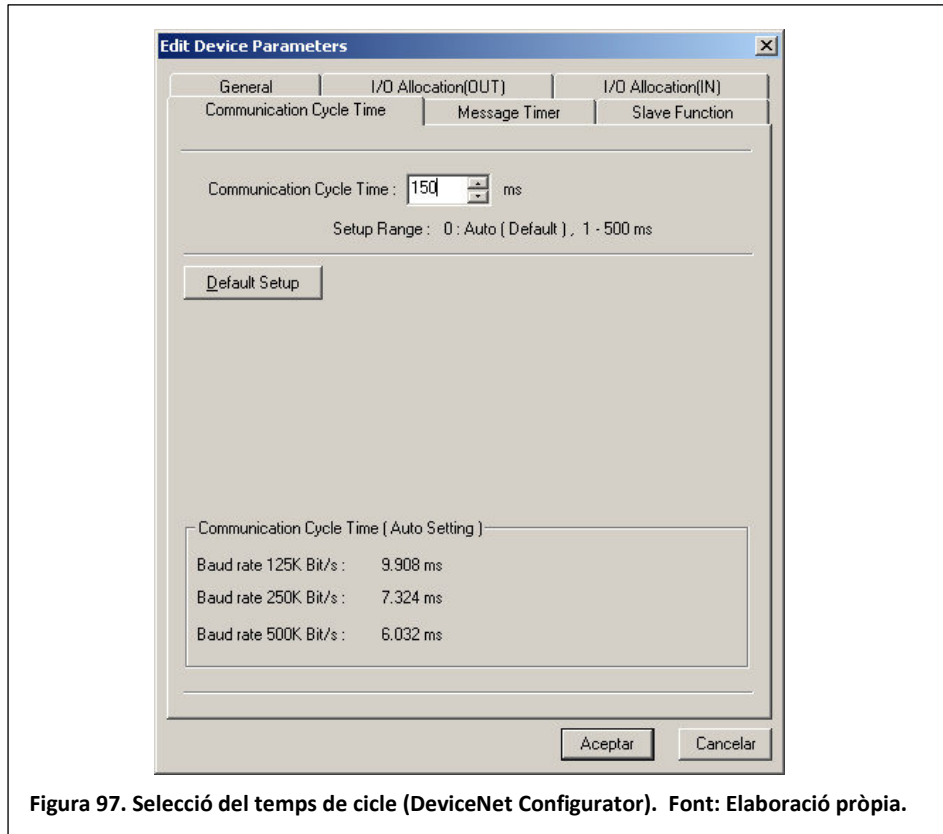 Edit Device Parameters
General I/O Allocation(OUT) I/O Allocation(IN)
Communication Cycle Time Message Timer Slave Function
Communication Cycle Time : 150 ms
Setup Range : 0 : Auto ( Default ) , 1 - 500 ms
Default Setup
Communication Cycle Time ( Auto Setting )
Baud rate 125K Bit/s : 9.908 ms
Baud rate 250K Bit/s : 7.324 ms
Baud rate 500K Bit/s : 6.032 ms
Aceptar Cancelar
Figura 97. Selecció del temps de cicle (DeviceNet Configurator). Font: Elaboració pròpia.